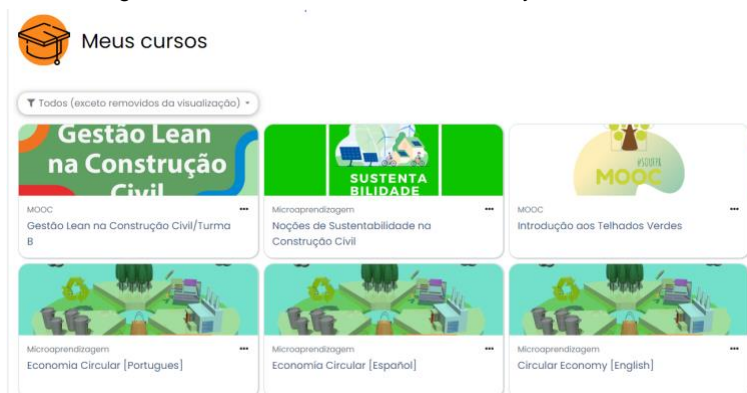 Meus cursos
Todos (exceto removidos da visualização)
Gestão Lean
na Construção
Civil
SUSTENTA
BILIDADE
#SOUFFA
MOOC
MOOC
Gestão Lean na Construção Civil/Turma
B
Microaprendizagem
Noções de Sustentabilidade na
Construção Civil
MOOC
Introdução aos Telhados Verdes
Microaprendizagem
Economia Circular [Portugues]
Microaprendizagem
Economia Circular [Español]
Microaprendizagem
Circular Economy [English]